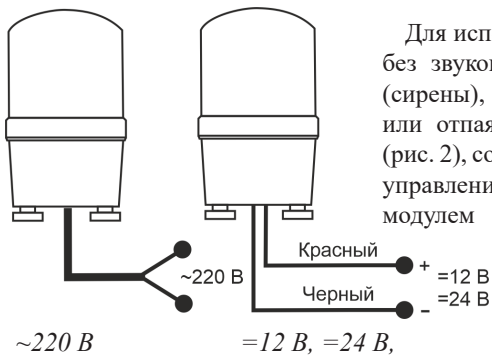 Для исп
без звуко
(сирены),
или отпая
(рис. 2), со
управлени
модулем
Красный
+
=12 В
~220 В
Черный
–
=24 В
~220 В
=12 В, =24 В,